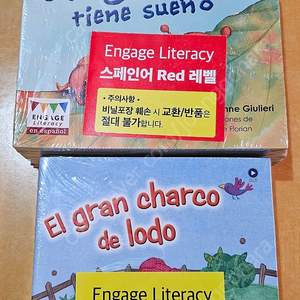 tiene sueño
Engage Literacy
스페인어 Red 레벨
• 주의사항 •
비닐포장 훼손 시 교환/반품은
절대 불가합니다.
ENGAGE
Literacy
en español
nne Giulieri
ones de
Florian
El gran charco
de lodo
Engage Literacy